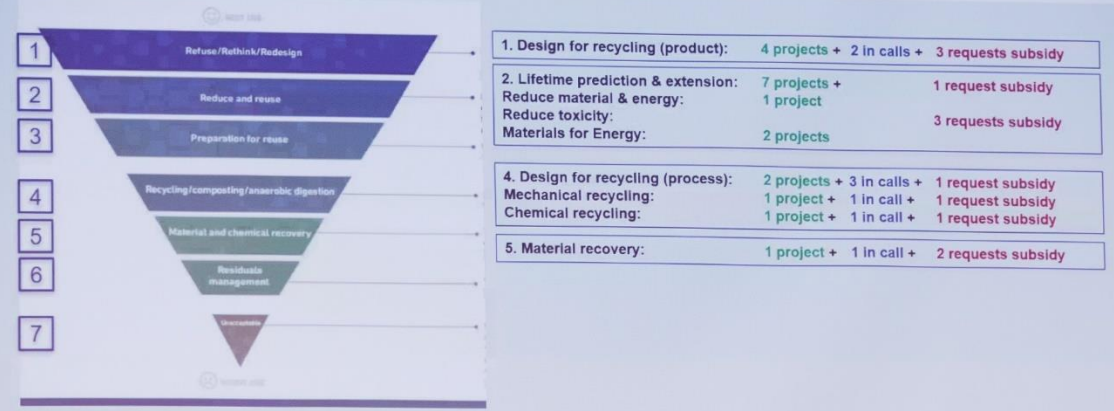 1
Refuse/Rethink/Redesign
2
Reduce and reuse
3
Preparation for reuse
4
Recycling/composting/anaerobic digestion
5
Material and chemical recovery
6
Residuals
management
7
Unacceptable
1. Design for recycling (product): 4 projects + 2 in calls + 3 requests subsidy
2. Lifetime prediction & extension: 7 projects + 1 request subsidy
Reduce material & energy: 1 project
Reduce toxicity: 3 requests subsidy
Materials for Energy: 2 projects
4. Design for recycling (process): 2 projects + 3 in calls + 1 request subsidy
Mechanical recycling: 1 project + 1 in call + 1 request subsidy
Chemical recycling: 1 project + 1 in call + 1 request subsidy
5. Material recovery: 1 project + 1 in call + 2 requests subsidy